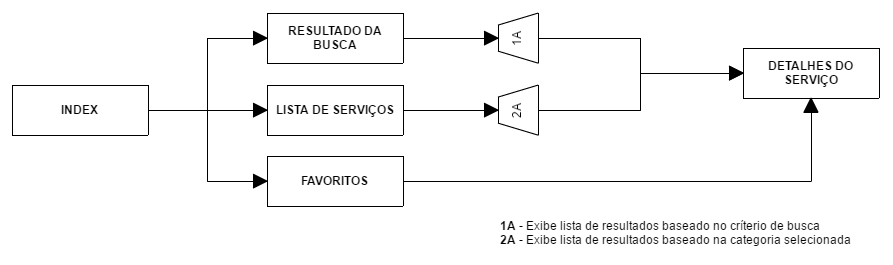 RESULTADO DA
BUSCA
1A
DETALHES DO
SERVIÇO
INDEX
LISTA DE SERVIÇOS
2A
FAVORITOS
1A - Exibe lista de resultados baseado no críterio de busca
2A - Exibe lista de resultados baseado na categoria selecionada